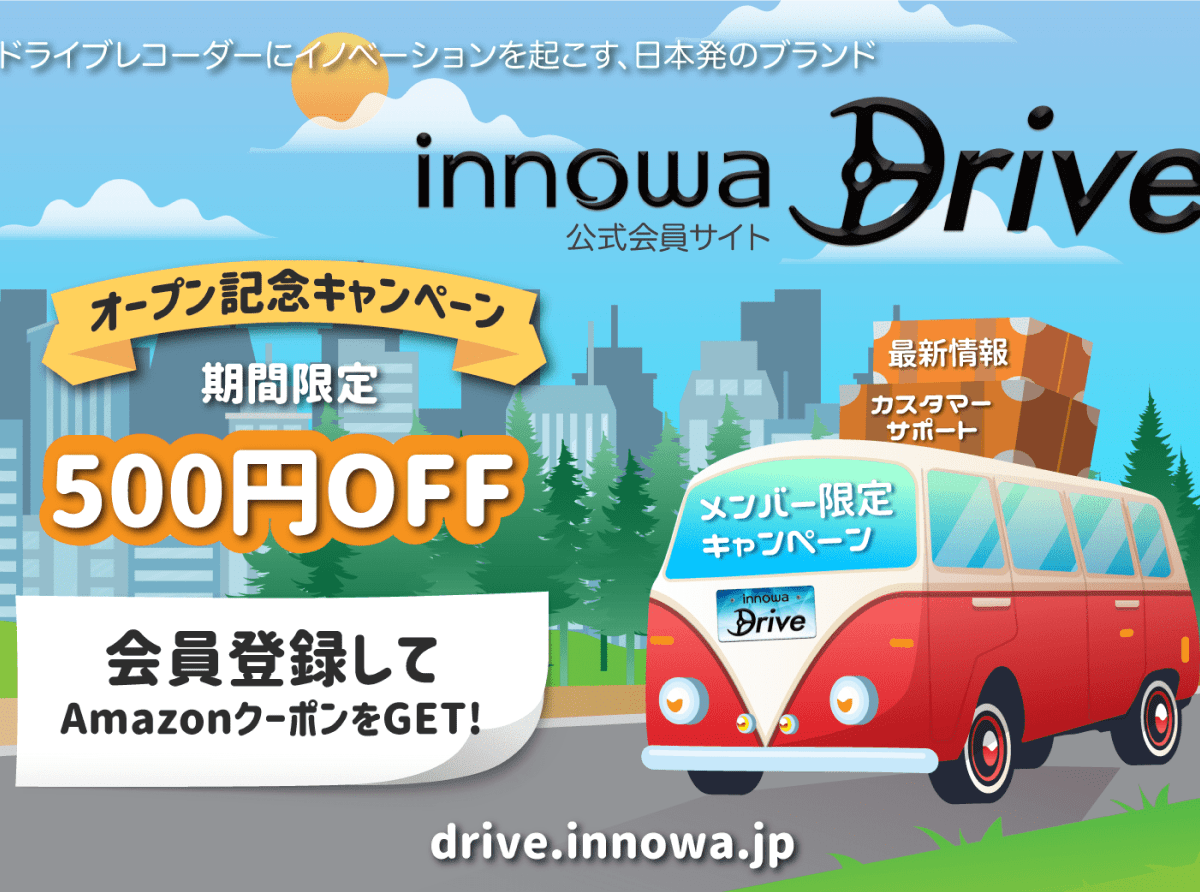 ドライブレコーダーにイノベーションを起こす、日本発のブランド
innowa Drive
公式会員サイト
オープン記念キャンペーン
期間限定
500円OFF
会員登録して
AmazonクーポンをGET!
最新情報
カスタマー
サポート
メンバー限定
キャンペーン
innowa
Drive
drive.innowa.jp